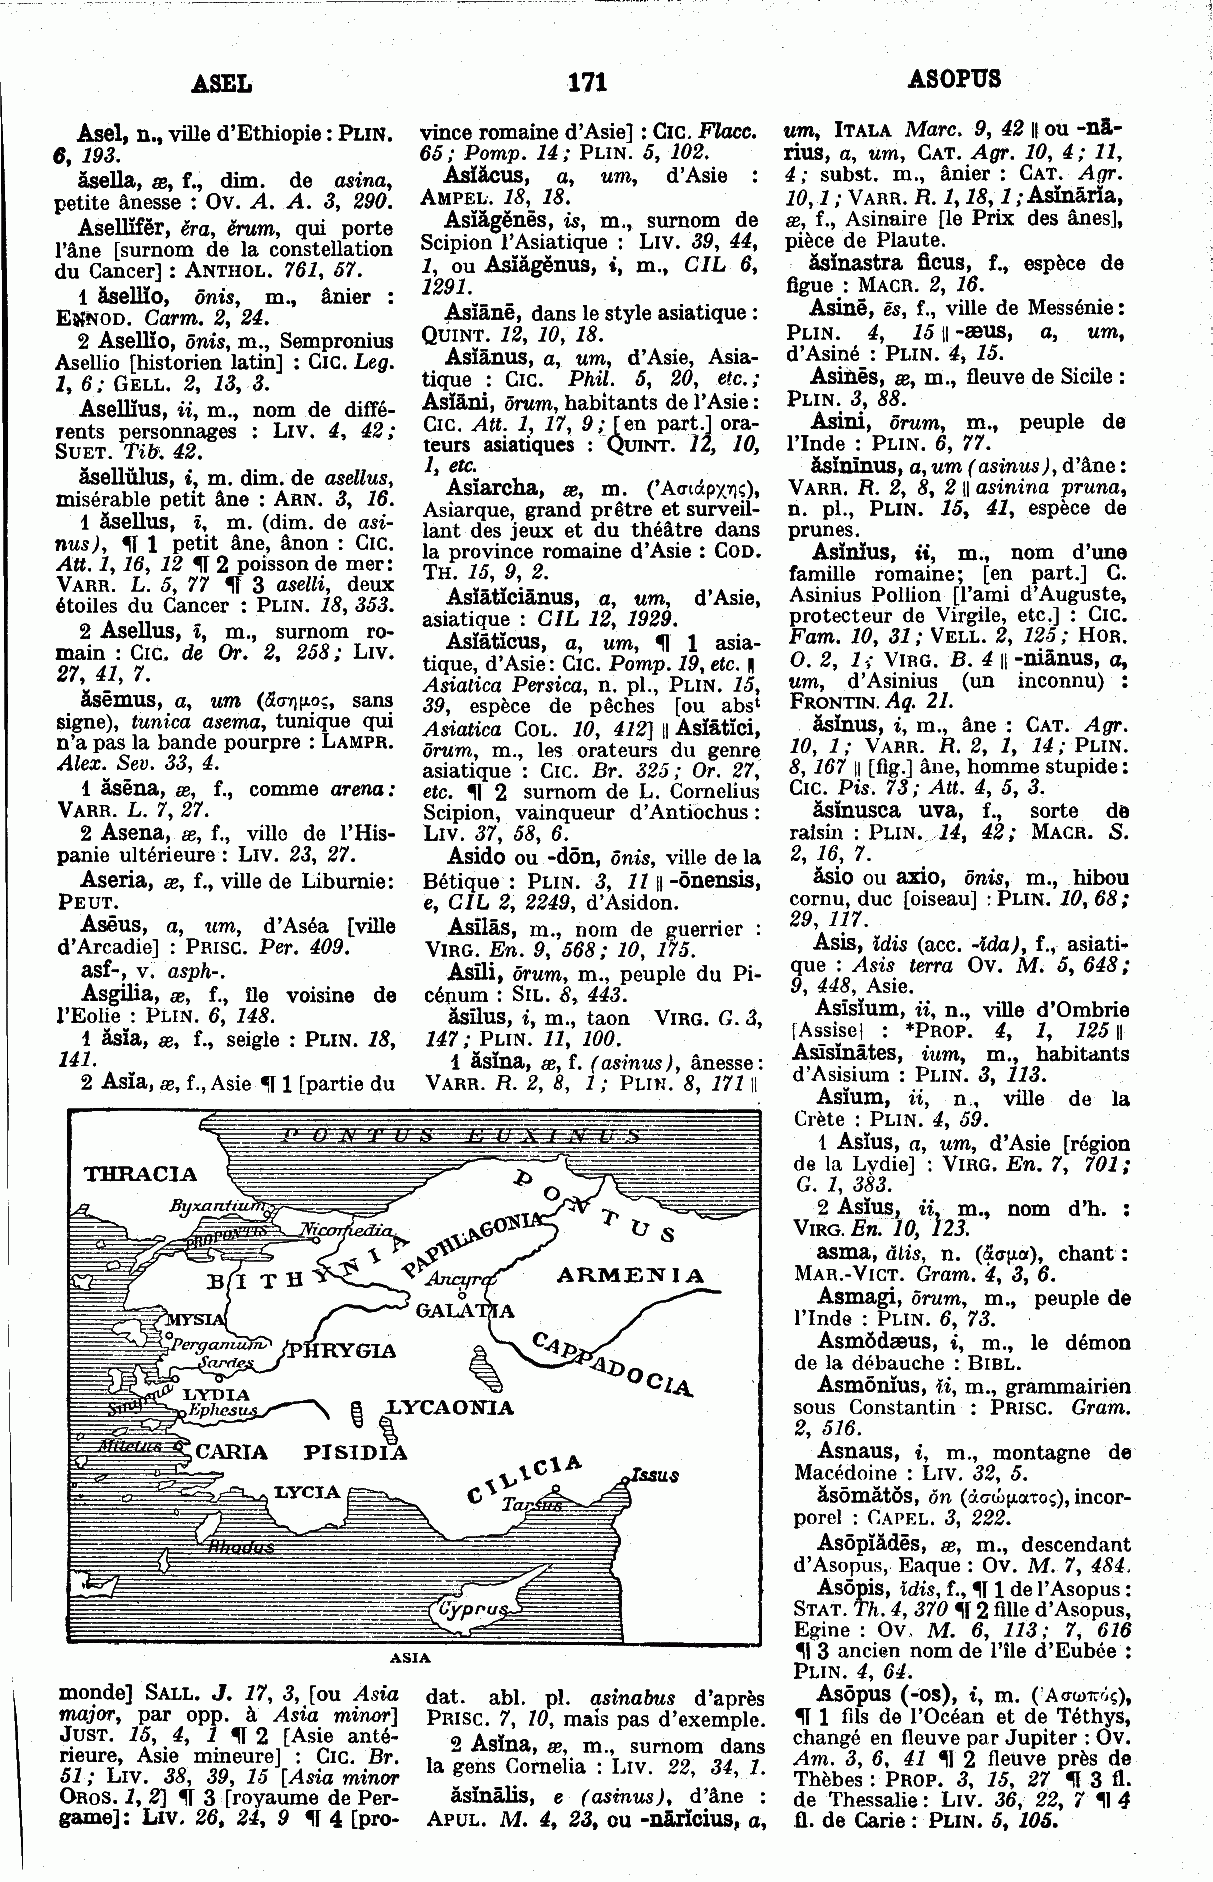 ASEL
171
ASOPUS
Asel, n., ville d'Ethiopie : PLIN.
6, 193.
ăsella, æ, f., dim. de asina,
petite ânesse : OV. A. A. 3, 290.
Asellĭfĕr, ĕra, ĕrum, qui porte
l'âne [surnom de la constellation
du Cancer] : ANTHOL. 761, 57.
1 ăsellĭo, ōnis, m., ânier :
ENNOD. Carm. 2, 24.
2 Asellĭo, ōnis, m., Sempronius
Asellio [historien latin] : CIC. Leg.
1, 6 ; GELL. 2, 13, 3.
Asellĭus, ii, m., nom de diffé-
rents personnages : LIV. 4, 42 ;
SUET. Tib. 42.
ăsellŭlus, i, m. dim. de asellus,
misérable petit âne : ARN. 3, 16.
1 ăsellus, ī, m. (dim. de asi-
nus), ¶ 1 petit âne, ânon : CIC.
Att. 1, 16, 12 ¶ 2 poisson de mer :
VARR. L. 5, 77 ¶ 3 aselli, deux
étoiles du Cancer : PLIN. 18, 353.
2 Asellus, ī, m., surnom ro-
main : CIC. de Or. 2, 258 ; LIV.
27, 41, 7.
ăsēmus, a, um (ἄσημος, sans
signe), tunica asema, tunique qui
n'a pas la bande pourpre : LAMPR.
Alex. Sev. 33, 4.
1 ăsēna, æ, f., comme arena :
VARR. L. 7, 27.
2 Asena, æ, f., ville de l'His-
panie ultérieure : LIV. 23, 27.
Aseria, æ, f., ville de Liburnie :
PEUT.
Asēus, a, um, d'Aséa [ville
d'Arcadie] : PRISC. Per. 409.
asf-, v. asph-.
Asgilia, æ, f., île voisine de
l'Eolie : PLIN. 6, 148.
1 ăsĭa, æ, f., seigle : PLIN. 18,
141.
2 Asĭa, æ, f., Asie ¶ 1 [partie du
vince romaine d'Asie] : CIC. Flacc.
65 ; Pomp. 14 ; PLIN. 5, 102.
Asĭăcus, a, um, d'Asie :
AMPEL. 18, 18.
Asĭăgĕnēs, is, m., surnom de
Scipion l'Asiatique : LIV. 39, 44,
1, ou Asĭăgĕnus, i, m., CIL 6,
1291.
Asĭānē, dans le style asiatique :
QUINT. 12, 10, 18.
Asĭānus, a, um, d'Asie, Asia-
tique : CIC. Phil. 5, 20, etc. ;
Asĭāni, ōrum, habitants de l'Asie :
CIC. Att. 1, 17, 9 ; [en part.] ora-
teurs asiatiques : QUINT. 12, 10,
1, etc.
Asĭarcha, æ, m. (Ἀσιάρχης),
Asiarque, grand prêtre et surveil-
lant des jeux et du théâtre dans
la province romaine d'Asie : COD.
TH. 15, 9, 2.
Asĭātĭcĭānus, a, um, d'Asie,
asiatique : CIL 12, 1929.
Asĭātĭcus, a, um, ¶ 1 asia-
tique, d'Asie : CIC. Pomp. 19, etc. ‖
Asiatica Persica, n. pl., PLIN. 15,
39, espèce de pêches [ou abst
Asiatica COL. 10, 412] ‖ Asĭātĭci,
ōrum, m., les orateurs du genre
asiatique : CIC. Br. 325 ; Or. 27,
etc. ¶ 2 surnom de L. Cornelius
Scipion, vainqueur d'Antiochus :
LIV. 37, 58, 6.
Asido ou -dōn, ōnis, ville de la
Bétique : PLIN. 3, 11 ‖ -ōnensis,
e, CIL 2, 2249, d'Asidon.
Asīlās, m., nom de guerrier :
VIRG. En. 9, 568 ; 10, 175.
Asīli, ōrum, m., peuple du Pi-
cénum : SIL. 8, 443.
ăsīlus, i, m., taon VIRG. G. 3,
147 ; PLIN. 11, 100.
1 ăsĭna, æ, f. (asinus), ânesse :
VARR. R. 2, 8, 1 ; PLIN. 8, 171 ‖
PONTUS EUXINUS
THRACIA
Byxantium
PROPONTIS
Nicomedia
BITHYNIA
PAPHLAGONIA
PONTUS
Ancyra
ARMENIA
GALATIA
MYSIA
Pergamum
PHRYGIA
CAPPADOCIA
Sardes
LYDIA
Smyrna
Ephesus
LYCAONIA
Miletus
CARIA
PISIDIA
LYCIA
CILICIA
Tarsus
Issus
Rhodus
Cyprus
ASIA
monde] SALL. J. 17, 3, [ou Asia
major, par opp. à Asia minor]
JUST. 15, 4, 1 ¶ 2 [Asie anté-
rieure, Asie mineure] : CIC. Br.
51 ; LIV. 38, 39, 15 [Asia minor
OROS. 1, 2] ¶ 3 [royaume de Per-
game] : LIV. 26, 24, 9 ¶ 4 [pro-
dat. abl. pl. asinabus d'après
PRISC. 7, 10, mais pas d'exemple.
2 Asĭna, æ, m., surnom dans
la gens Cornelia : LIV. 22, 34, 1.
ăsĭnālis, e (asinus), d'âne :
APUL. M. 4, 23, ou -nārĭcius, a,
um, ITALA Marc. 9, 42 ‖ ou -nā-
rius, a, um, CAT. Agr. 10, 4 ; 11,
4 ; subst. m., ânier : CAT. Agr.
10, 1 ; VARR. R. 1, 18, 1 ; Asĭnārĭa,
æ, f., Asinaire [le Prix des ânes],
pièce de Plaute.
ăsĭnastra ficus, f., espèce de
figue : MACR. 2, 16.
Asinē, ēs, f., ville de Messénie :
PLIN. 4, 15 ‖ -æus, a, um,
d'Asiné : PLIN. 4, 15.
Asinēs, æ, m., fleuve de Sicile :
PLIN. 3, 88.
Asini, ōrum, m., peuple de
l'Inde : PLIN. 6, 77.
ăsĭnīnus, a, um (asinus), d'âne :
VARR. R. 2, 8, 2 ‖ asinina pruna,
n. pl., PLIN. 15, 41, espèce de
prunes.
Asĭnĭus, ii, m., nom d'une
famille romaine ; [en part.] C.
Asinius Pollion [l'ami d'Auguste,
protecteur de Virgile, etc.] : CIC.
Fam. 10, 31 ; VELL. 2, 125 ; HOR.
O. 2, 1 ; VIRG. B. 4 ‖ -niānus, a,
um, d'Asinius (un inconnu) :
FRONTIN. Aq. 21.
ăsĭnus, i, m., âne : CAT. Agr.
10, 1 ; VARR. R. 2, 1, 14 ; PLIN.
8, 167 ‖ [fig.] âne, homme stupide :
CIC. Pis. 73 ; Att. 4, 5, 3.
ăsĭnusca uva, f., sorte de
raisin : PLIN. 14, 42 ; MACR. S.
2, 16, 7.
ăsio ou axio, ōnis, m., hibou
cornu, duc [oiseau] : PLIN. 10, 68 ;
29, 117.
Asis, ĭdis (acc. -ĭda), f., asiati-
que : Asis terra OV. M. 5, 648 ;
9, 448, Asie.
Asīsĭum, ii, n., ville d'Ombrie
[Assise] : *PROP. 4, 1, 125 ‖
Asīsĭnātes, ium, m., habitants
d'Asisium : PLIN. 3, 113.
Asĭum, ii, n., ville de la
Crète : PLIN. 4, 59.
1 Asĭus, a, um, d'Asie [région
de la Lydie] : VIRG. En. 7, 701 ;
G. 1, 383.
2 Asĭus, ii, m., nom d'h. :
VIRG. En. 10, 123.
asma, ătis, n. (ᾆσμα), chant :
MAR.-VICT. Gram. 4, 3, 6.
Asmagi, ōrum, m., peuple de
l'Inde : PLIN. 6, 73.
Asmŏdæus, i, m., le démon
de la débauche : BIBL.
Asmōnĭus, ĭi, m., grammairien
sous Constantin : PRISC. Gram.
2, 516.
Asnaus, i, m., montagne de
Macédoine : LIV. 32, 5.
ăsōmătŏs, ŏn (ἀσώματος), incor-
porel : CAPEL. 3, 222.
Asōpĭădēs, æ, m., descendant
d'Asopus, Eaque : OV. M. 7, 484.
Asōpis, ĭdis, f., ¶ 1 de l'Asopus :
STAT. Th. 4, 370 ¶ 2 fille d'Asopus,
Egine : OV. M. 6, 113 ; 7, 616
¶ 3 ancien nom de l'île d'Eubée :
PLIN. 4, 64.
Asōpus (-os), i, m. (Ἀσωπός),
¶ 1 fils de l'Océan et de Téthys,
changé en fleuve par Jupiter : OV.
Am. 3, 6, 41 ¶ 2 fleuve près de
Thèbes : PROP. 3, 15, 27 ¶ 3 fl.
de Thessalie : LIV. 36, 22, 7 ¶ 4
fl. de Carie : PLIN. 5, 105.